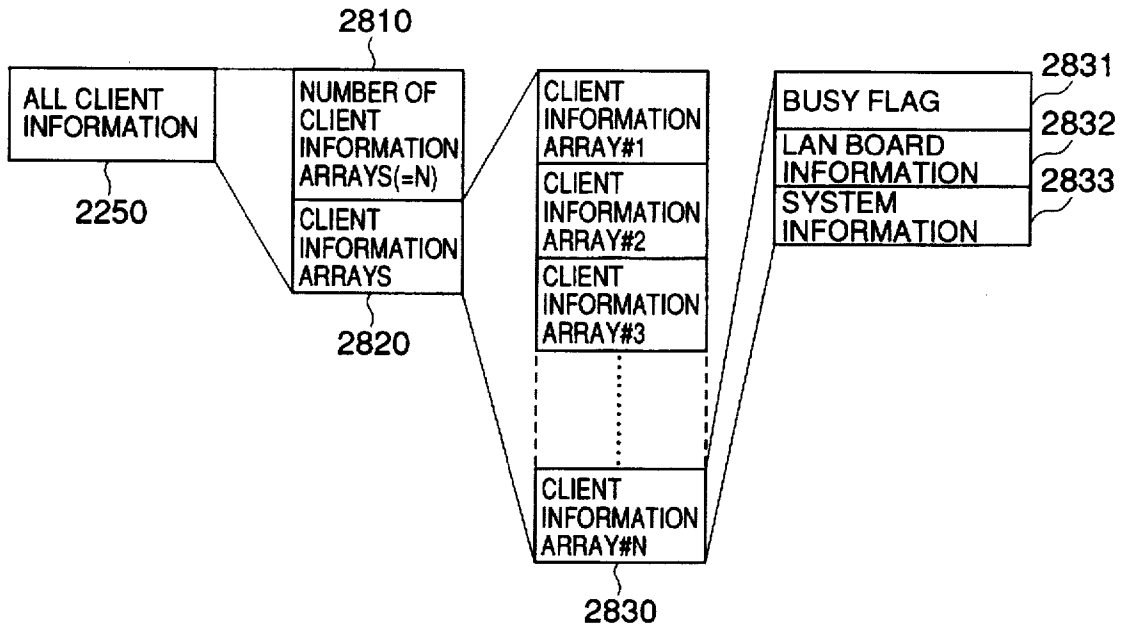 2810
ALL CLIENT
INFORMATION
2250
NUMBER OF
CLIENT
INFORMATION
ARRAYS(=N)
CLIENT
INFORMATION
ARRAYS
2820
CLIENT
INFORMATION
ARRAY#1
CLIENT
INFORMATION
ARRAY#2
CLIENT
INFORMATION
ARRAY#3
CLIENT
INFORMATION
ARRAY#N
2830
BUSY FLAG
2831
LAN BOARD
INFORMATION
2832
SYSTEM
INFORMATION
2833